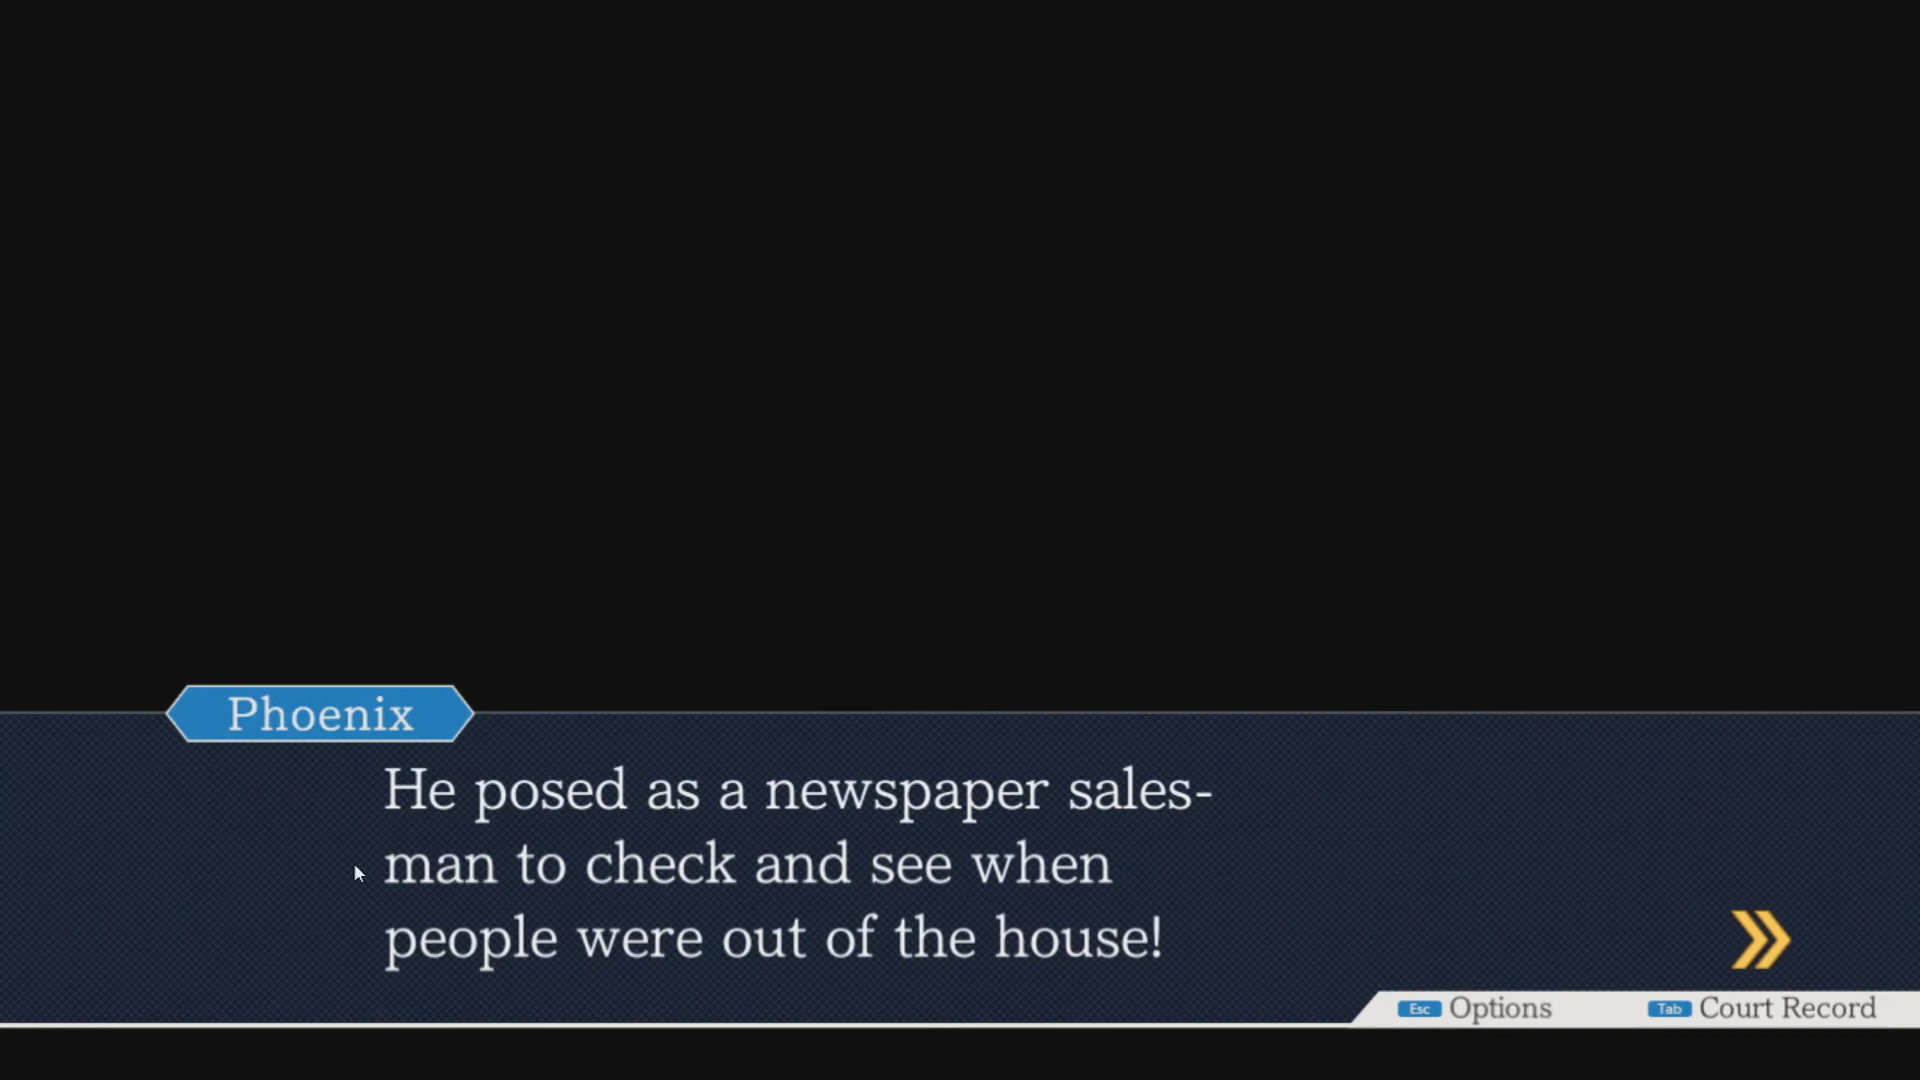 Phoenix
He posed as a newspaper sales-
man to check and see when
people were out of the house!
Esc Options Tab Court Record